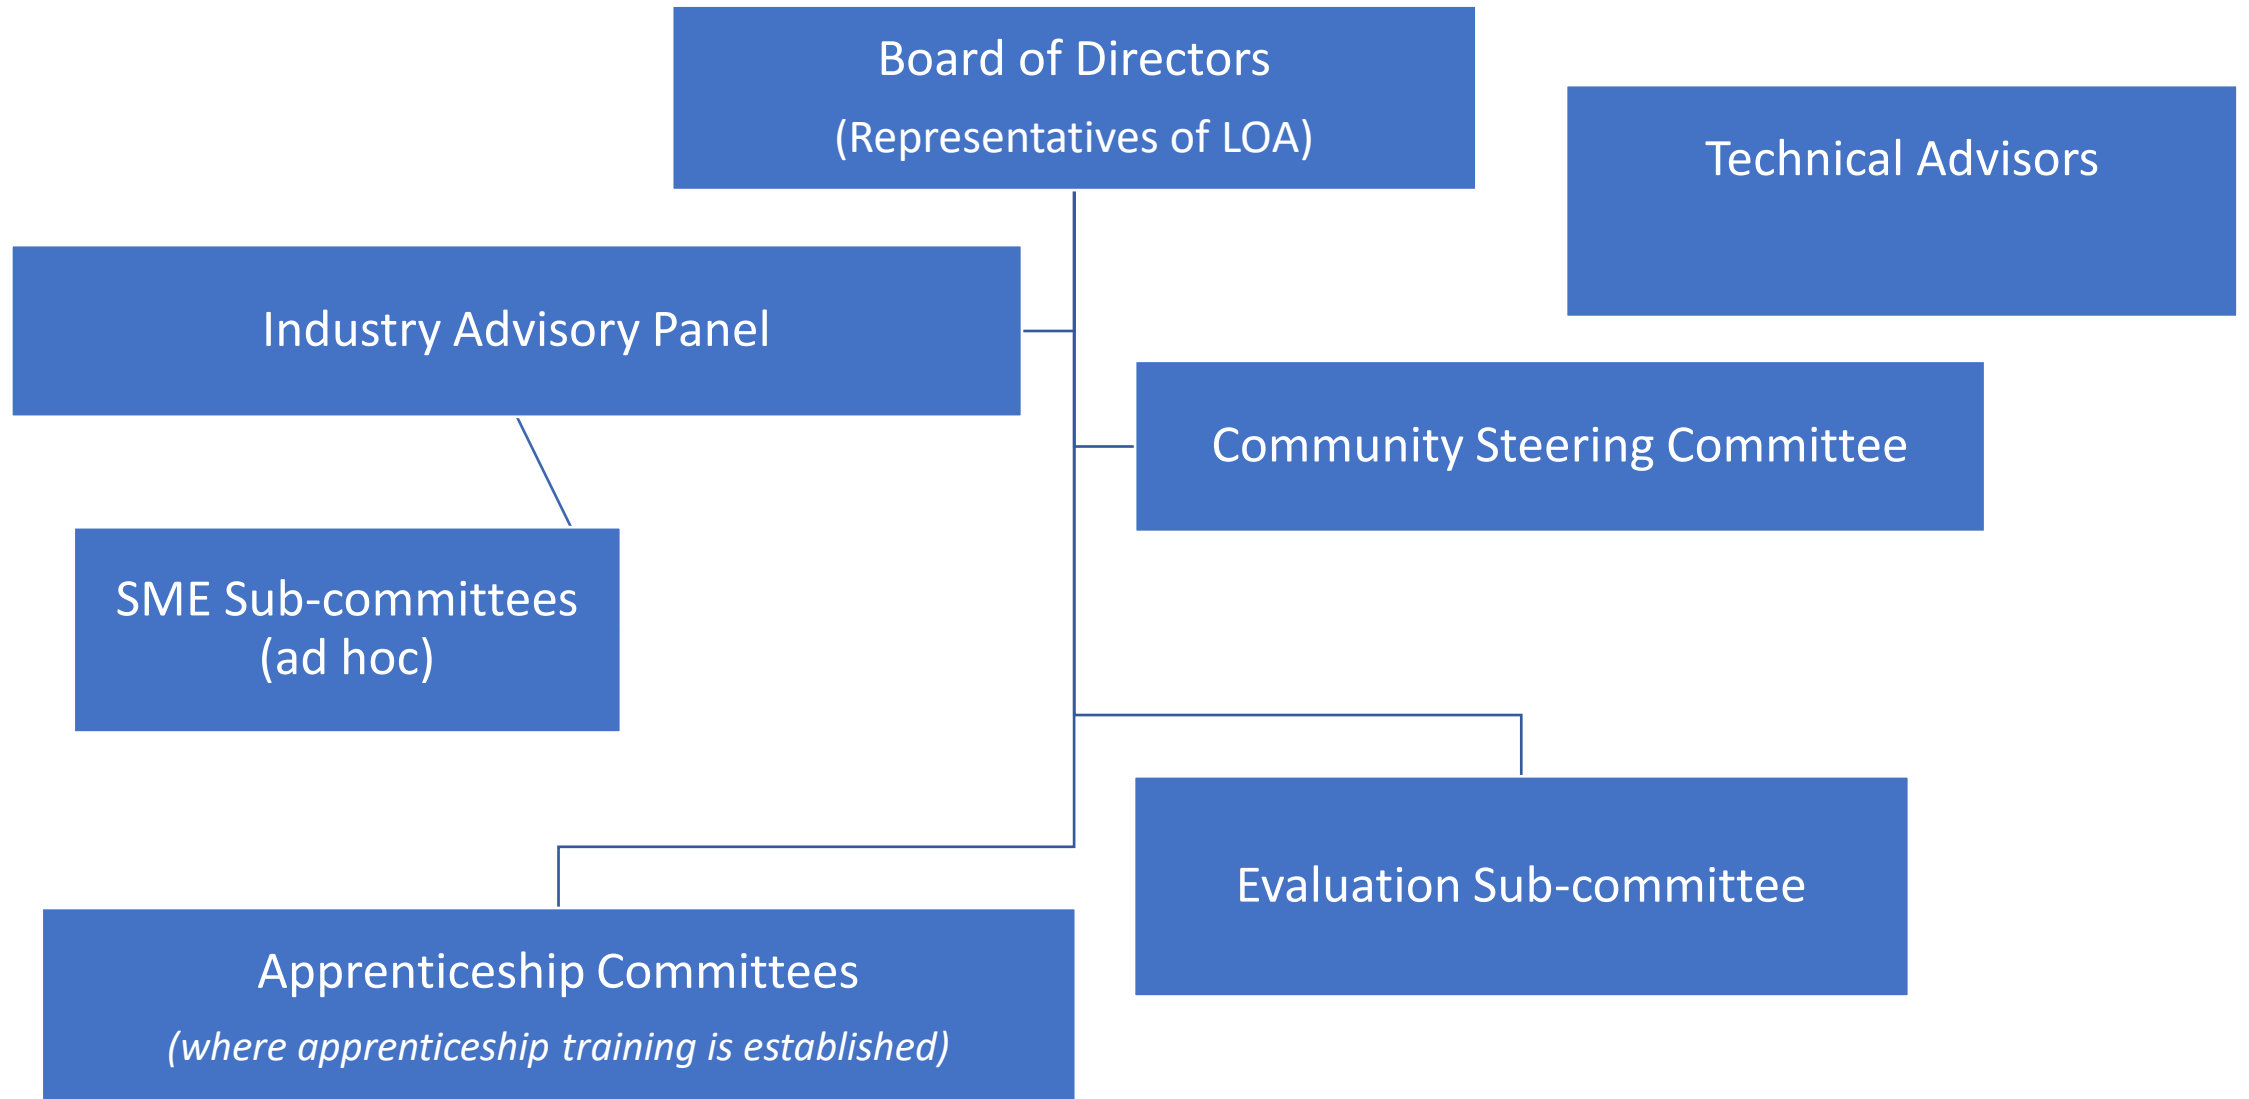 Board of Directors
(Representatives of LOA)
Technical Advisors
Industry Advisory Panel
Community Steering Committee
SME Sub-committees
(ad hoc)
Evaluation Sub-committee
Apprenticeship Committees
(where apprenticeship training is established)